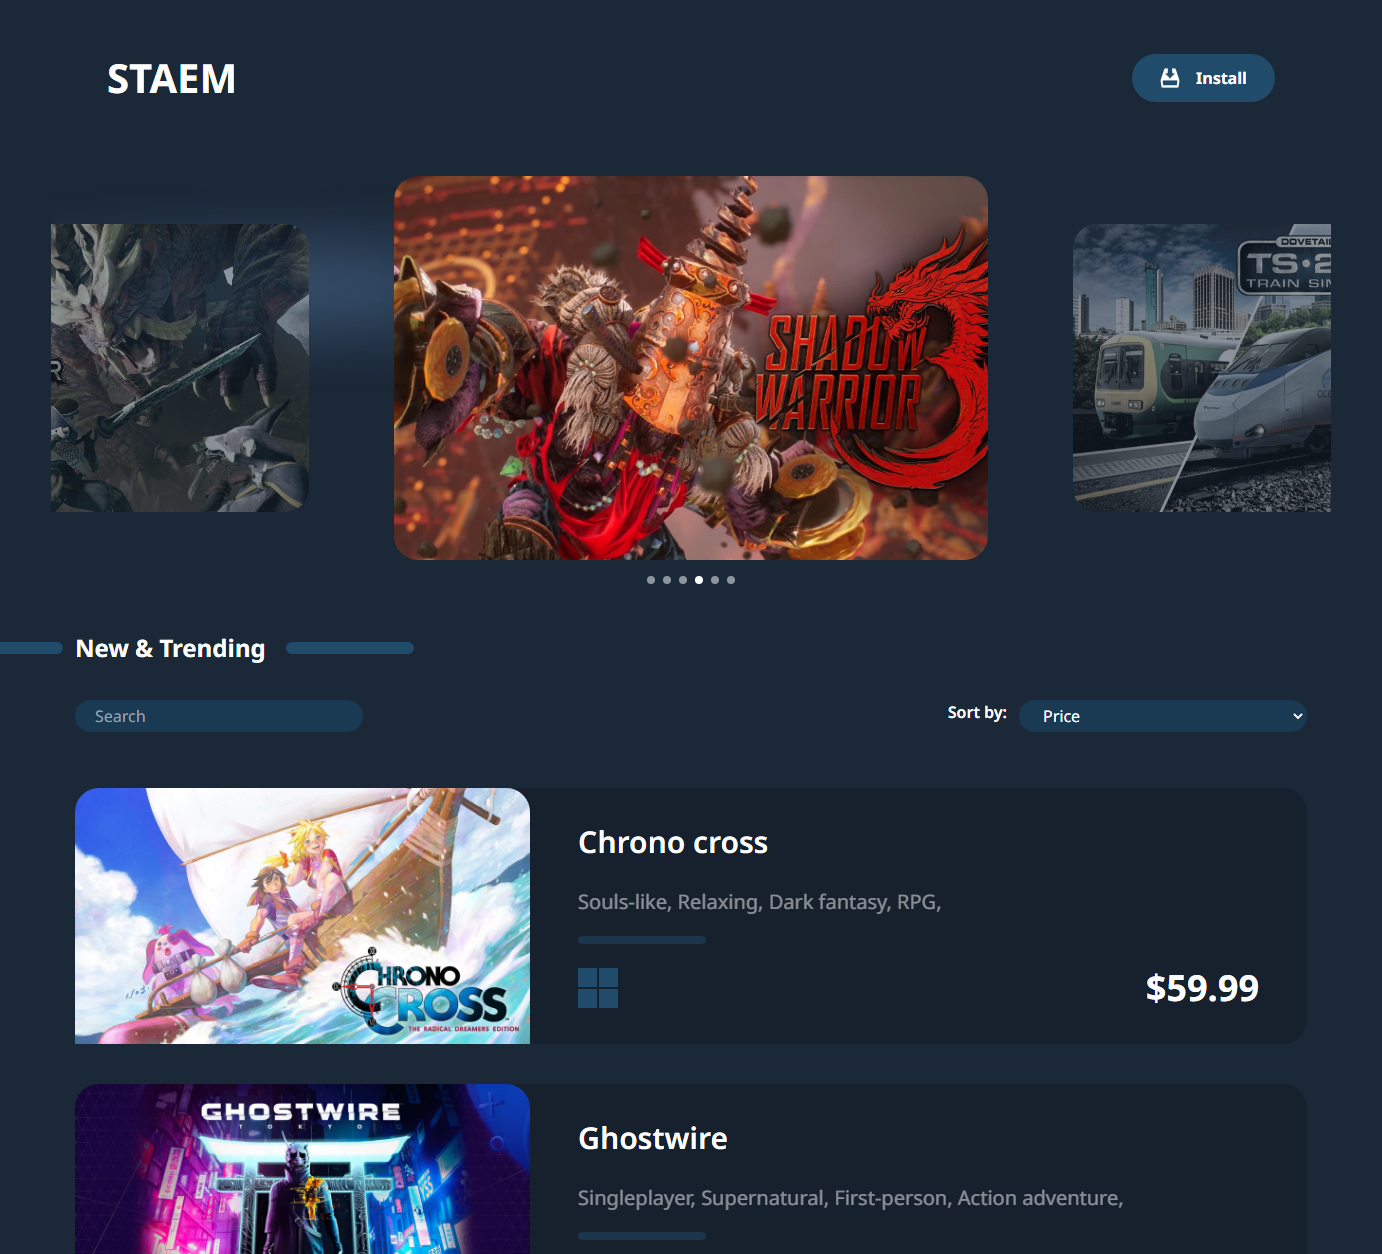 STAEM
Install
SHADOW
WARRIOR
3
DOVETAIL
TS•2
TRAIN SIM
New & Trending
Search
Sort by:
Price
Chrono cross
Souls-like, Relaxing, Dark fantasy, RPG,
CHRONO
CROSS
THE RADICAL DREAMERS EDITION
$59.99
GHOSTWIRE
TOKYO
Ghostwire
Singleplayer, Supernatural, First-person, Action adventure,